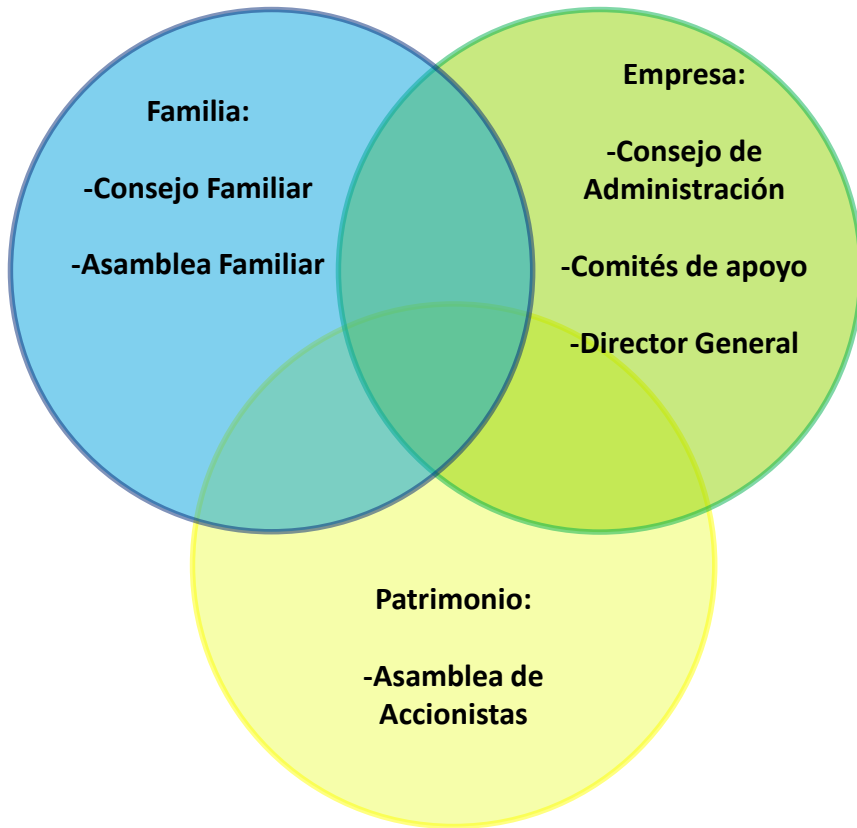 Familia:
-Consejo Familiar
-Asamblea Familiar
Empresa:
-Consejo de
Administración
-Comités de apoyo
-Director General
Patrimonio:
-Asamblea de
Accionistas